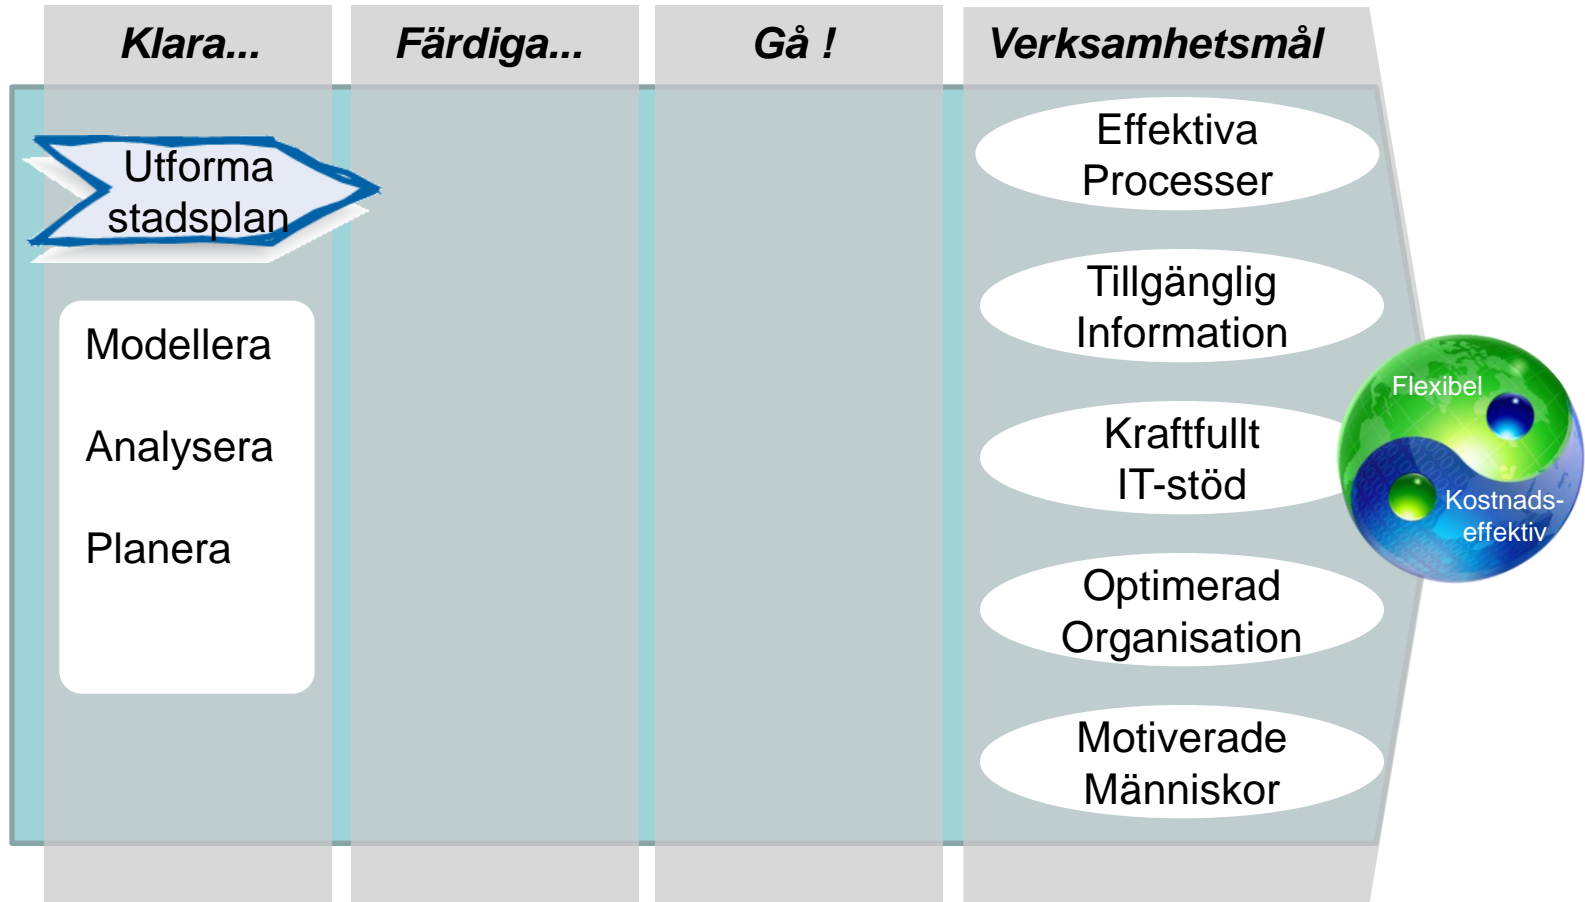 Klara...
Färdiga...
Gå !
Verksamhetsmål
Utforma
stadsplan
Modellera
Analysera
Planera
Effektiva
Processer
Tillgänglig
Information
Kraftfullt
IT-stöd
Optimerad
Organisation
Motiverade
Människor
Flexibel
Kostnads-
effektiv